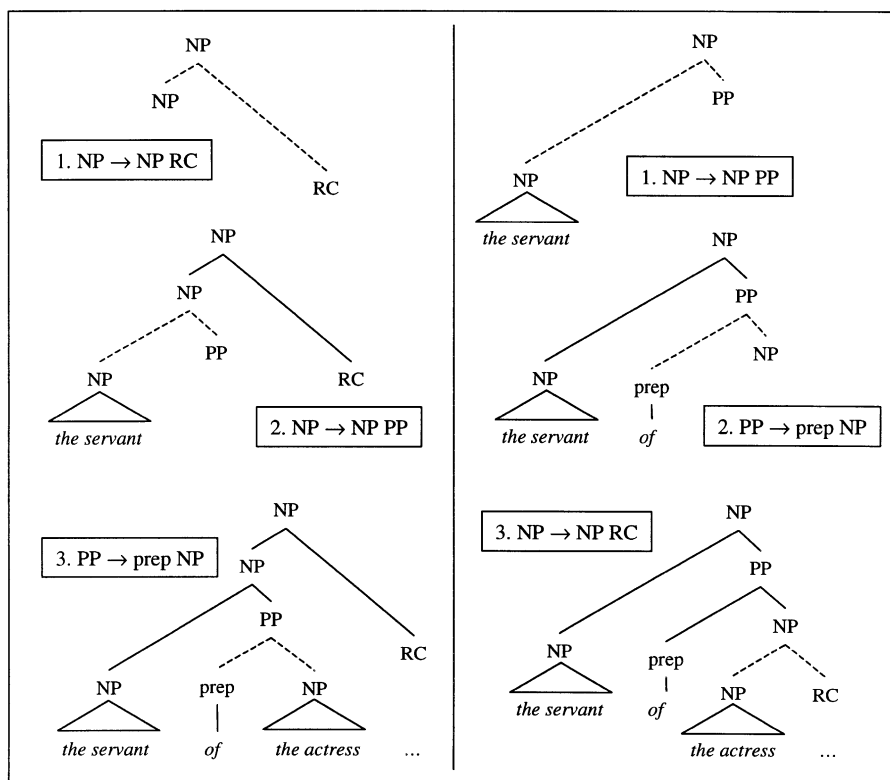 NP
NP
1. NP → NP RC
RC
NP
NP
PP
NP
RC
the servant
2. NP → NP PP
NP
3. PP → prep NP
NP
PP
RC
NP
prep
NP
the servant
of
the actress
...
NP
PP
NP
1. NP → NP PP
the servant
NP
PP
NP
NP
prep
the servant
of
2. PP → prep NP
NP
3. NP → NP RC
PP
NP
NP
prep
the servant
of
NP
RC
the actress
...